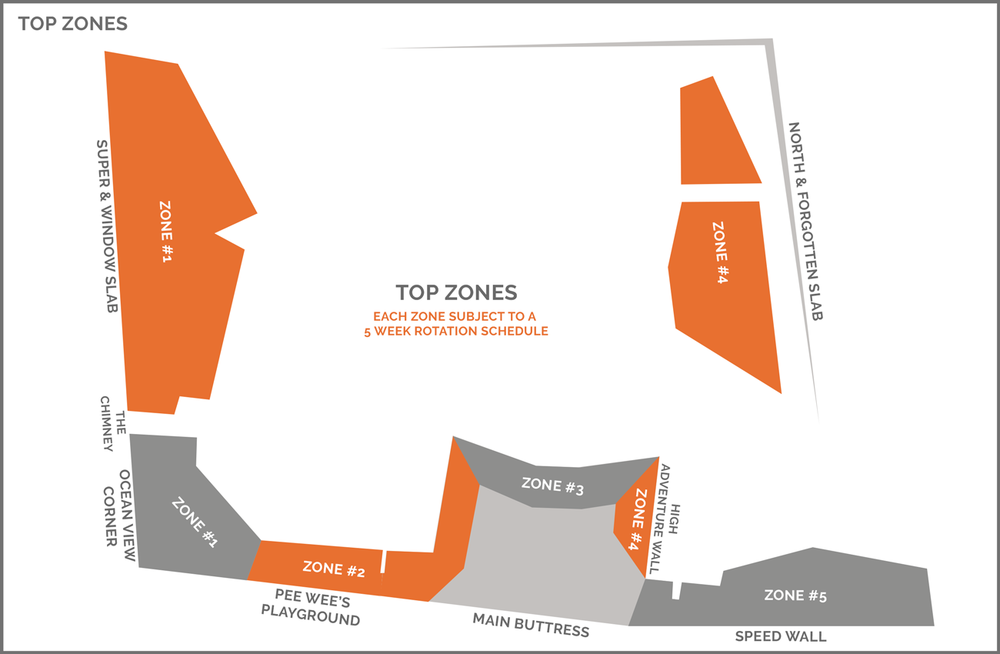 TOP ZONES
SUPER & WINDOW SLAB
ZONE #1
NORTH & FORGOTTEN SLAB
ZONE #4
TOP ZONES
EACH ZONE SUBJECT TO A
5 WEEK ROTATION SCHEDULE
THE
CHIMNEY
OCEAN VIEW
CORNER
ZONE #1
ZONE #2
PEE WEE'S
PLAYGROUND
ZONE #3
MAIN BUTTRESS
ZONE #4
HIGH
ADVENTURE WALL
ZONE #5
SPEED WALL